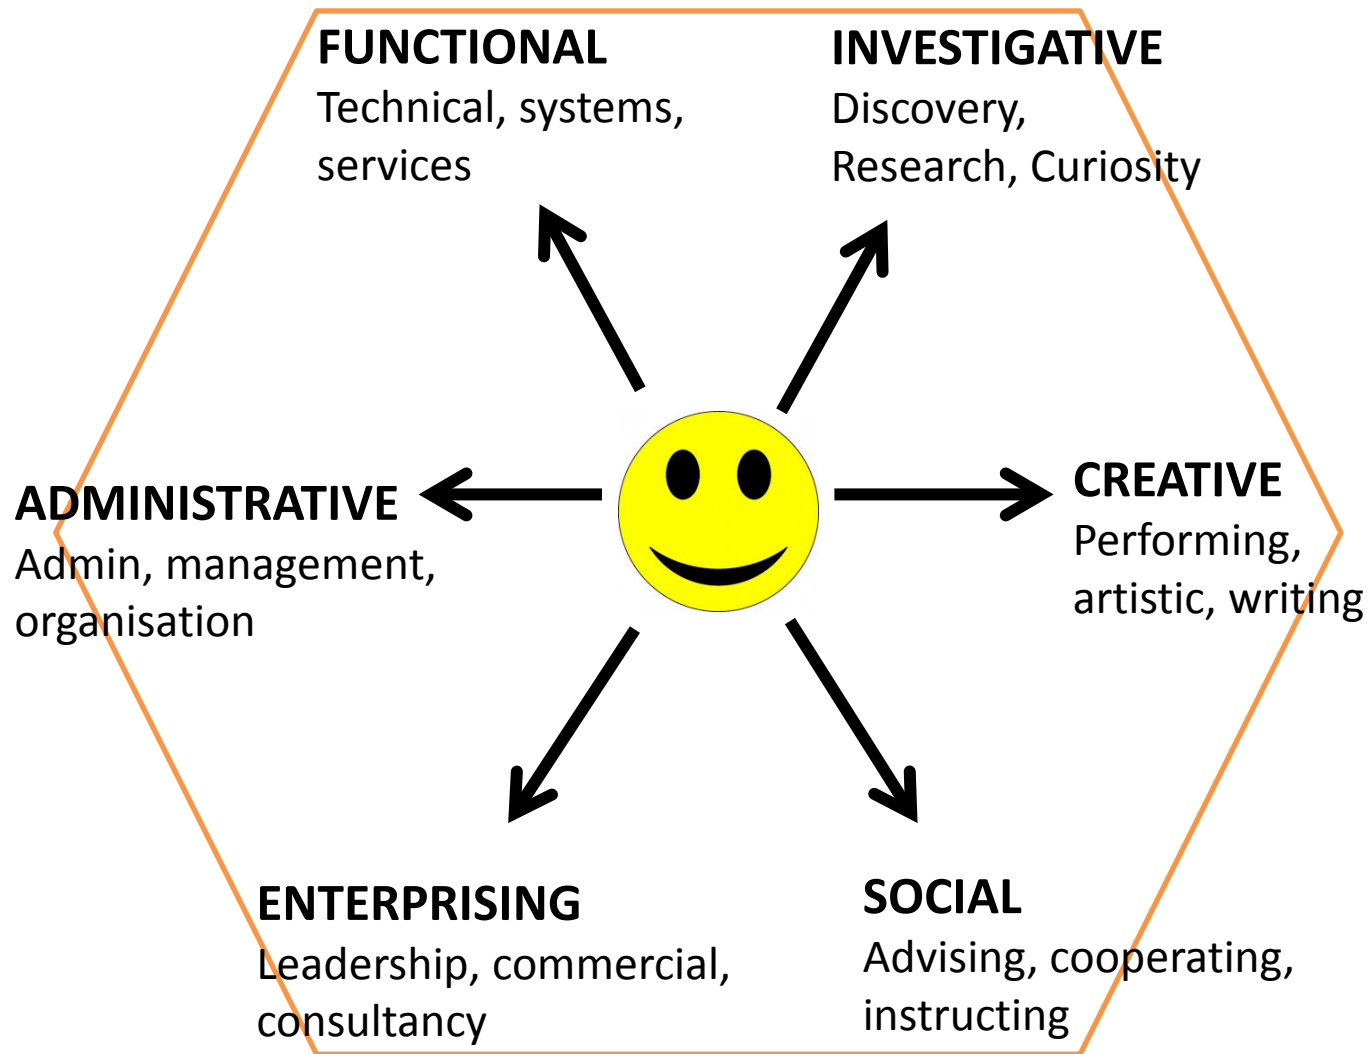 FUNCTIONAL
Technical, systems,
services
INVESTIGATIVE
Discovery,
Research, Curiosity
ADMINISTRATIVE
Admin, management,
organisation
CREATIVE
Performing,
artistic, writing
ENTERPRISING
Leadership, commercial,
consultancy
SOCIAL
Advising, cooperating,
instructing